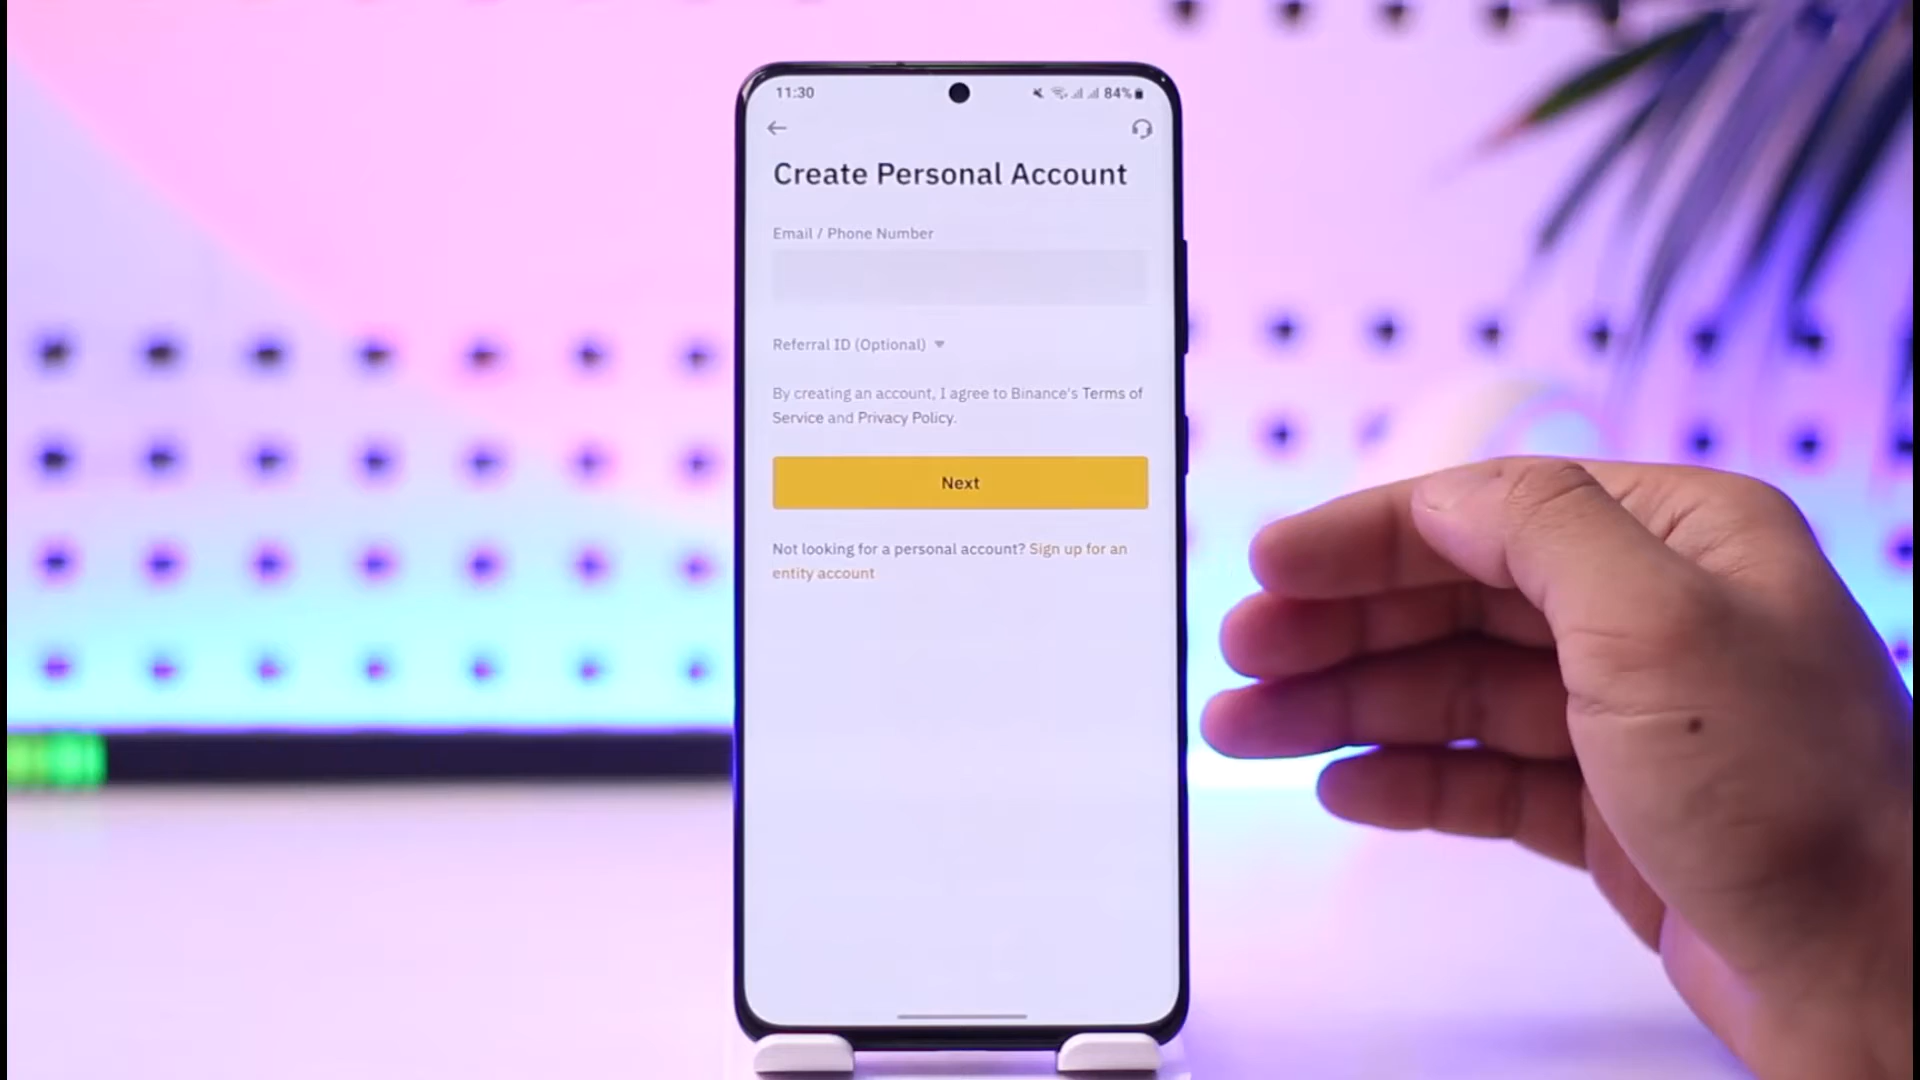 11:30
84%
Create Personal Account
Email / Phone Number
Referral ID (Optional)
By creating an account, I agree to Binance's Terms of
Service and Privacy Policy.
Next
Not looking for a personal account? Sign up for an
entity account